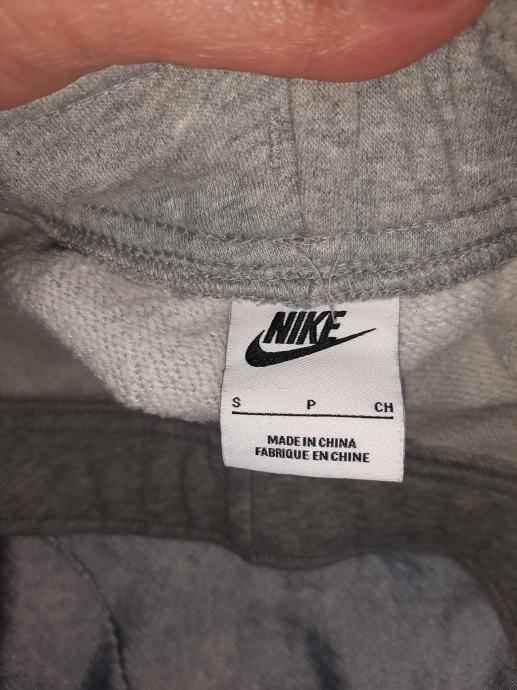 NIKE
S P CH
MADE IN CHINA
FABRIQUE EN CHINE